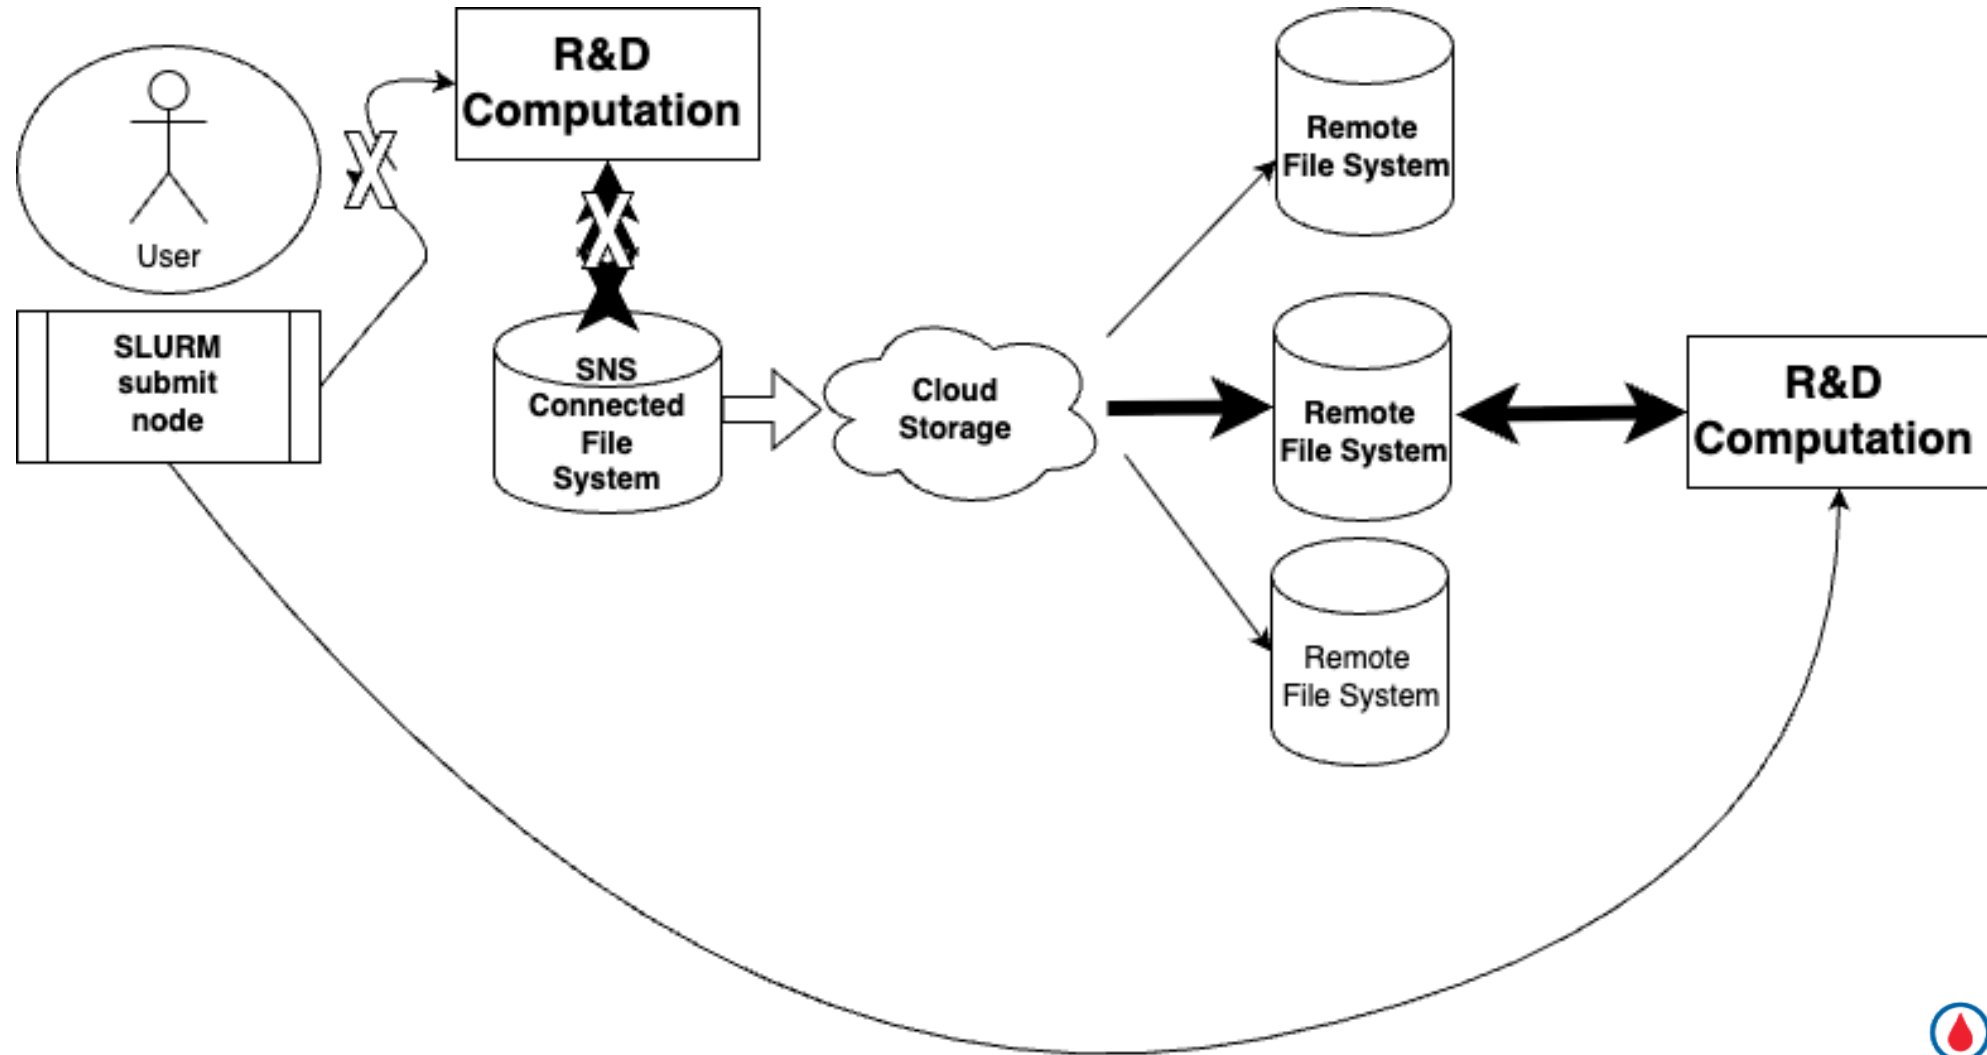 User
SLURM
submit
node
R&D
Computation
X
X
SNS
Connected
File
System
Cloud
Storage
Remote
File System
Remote
File System
Remote
File System
R&D
Computation